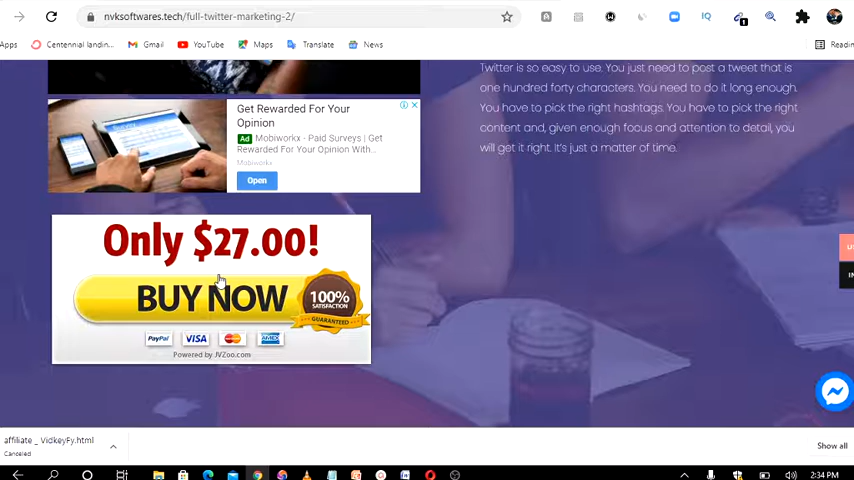 nvksoftwares.tech/full-twitter-marketing-2/
Apps
Centennial landin...
Gmail
YouTube
Maps
Translate
News
Readin
Twitter is so easy to use. You just need to post a tweet that is
one hundred forty characters. You need to do it long enough.
You have to pick the right hashtags. You have to pick the right
content and, given enough focus and attention to detail, you
will get it right. It's just a matter of time.
Get Rewarded For Your
Opinion
Ad Mobiworkx - Paid Surveys | Get
Rewarded For Your Opinion With...
Mobiworkx
Open
Only $27.00!
BUY NOW
100%
SATISFACTION
GUARANTEED
PayPal VISA MasterCard AMEX
Powered by JVZoo.com
affiliate _ VidkeyFy.html
Canceled
Show all
2:34 PM